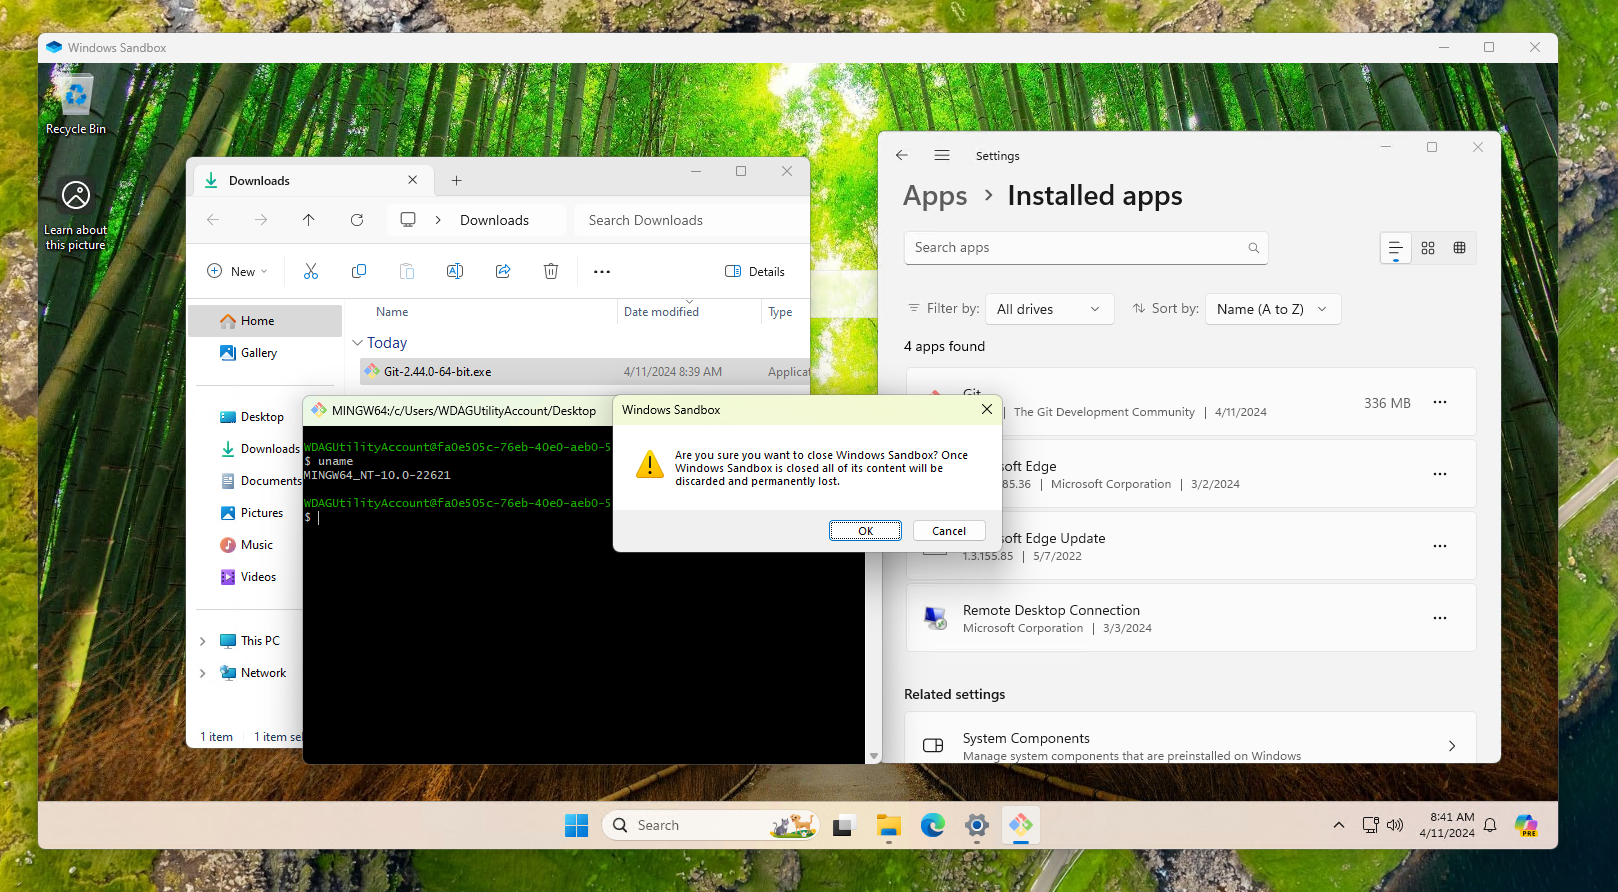 Windows Sandbox
Recycle Bin
Learn about
this picture
Downloads
Downloads
Search Downloads
New
Details
Name
Date modified
Type
Home
Gallery
Desktop
Downloads
Documents
Pictures
Music
Videos
This PC
Network
Today
Git-2.44.0-64-bit.exe
4/11/2024 8:39 AM
1 item
1 item
MINGW64:/c/Users/WDAGUtilityAccount/Desktop
WDAGUtilityAccount@fa0e505c-76eb-40e0-aeb0-5
$ uname
MINGW64_NT-10.0-22621
WDAGUtilityAccount@fa0e505c-76eb-40e0-aeb0-5
$
Windows Sandbox
Are you sure you want to close Windows Sandbox? Once
Windows Sandbox is closed all of its content will be
discarded and permanently lost.
OK
Cancel
Settings
Apps > Installed apps
Search apps
Filter by: All drives
Sort by: Name (A to Z)
4 apps found
Git
| The Git Development Community | 4/11/2024
336 MB
soft Edge
85.36 | Microsoft Corporation | 3/2/2024
soft Edge Update
1.3.155.85 | 5/7/2022
Remote Desktop Connection
Microsoft Corporation | 3/3/2024
Related settings
System Components
Manage system components that are preinstalled on Windows
Search
8:41 AM
4/11/2024
PRE